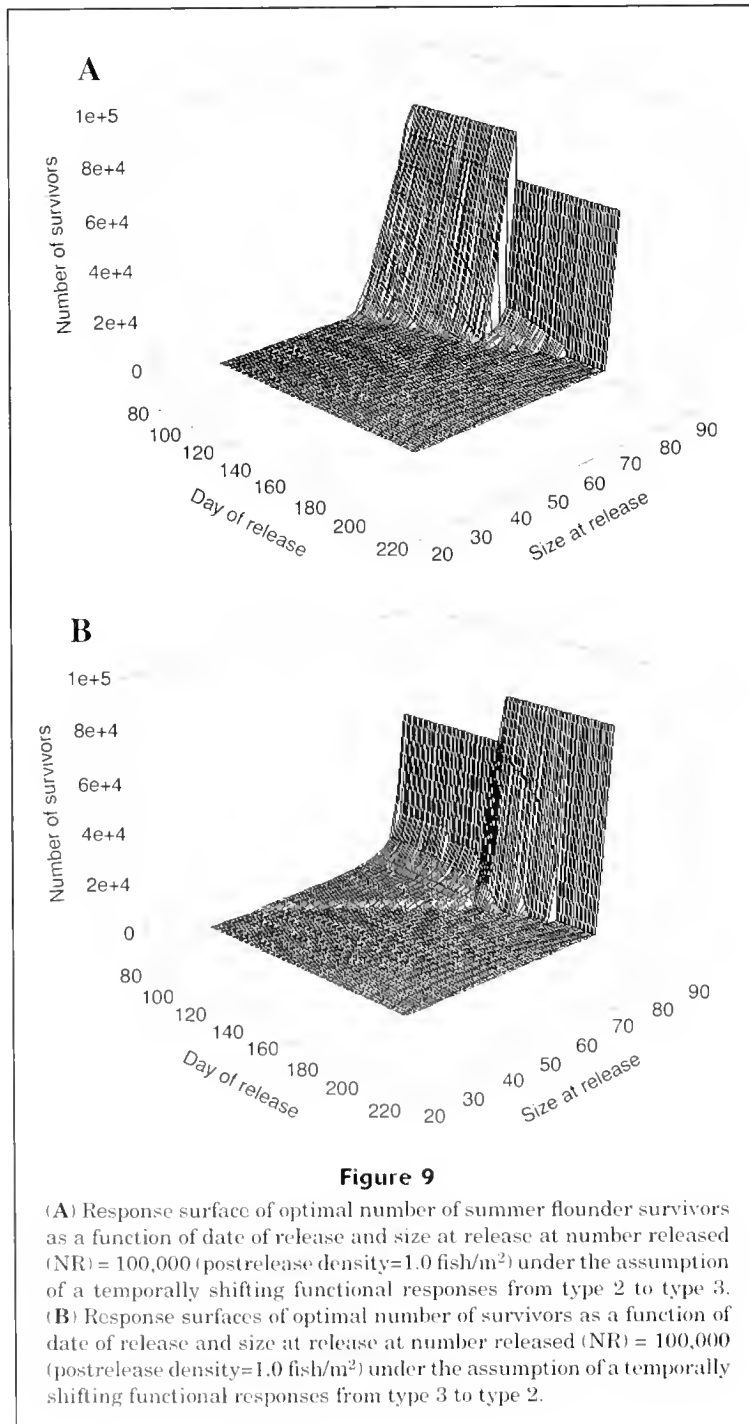 A
1e+5
8e+4
6e+4
4e+4
2e+4
0
Number of survivors
80
100
120
140
160
180
200
220
Day of release
20
30
40
50
60
70
80
90
Size at release
B
1e+5
8e+4
6e+4
4e+4
2e+4
0
Number of survivors
80
100
120
140
160
180
200
220
Day of release
20
30
40
50
60
70
80
90
Size at release
Figure 9
(A) Response surface of optimal number of summer flounder survivors
as a function of date of release and size at release at number released
(NR) = 100,000 (postrelease density=1.0 fish/m²) under the assumption
of a temporally shifting functional responses from type 2 to type 3.
(B) Response surfaces of optimal number of survivors as a function of
date of release and size at release at number released (NR) = 100,000
(postrelease density=1.0 fish/m²) under the assumption of a temporally
shifting functional responses from type 3 to type 2.